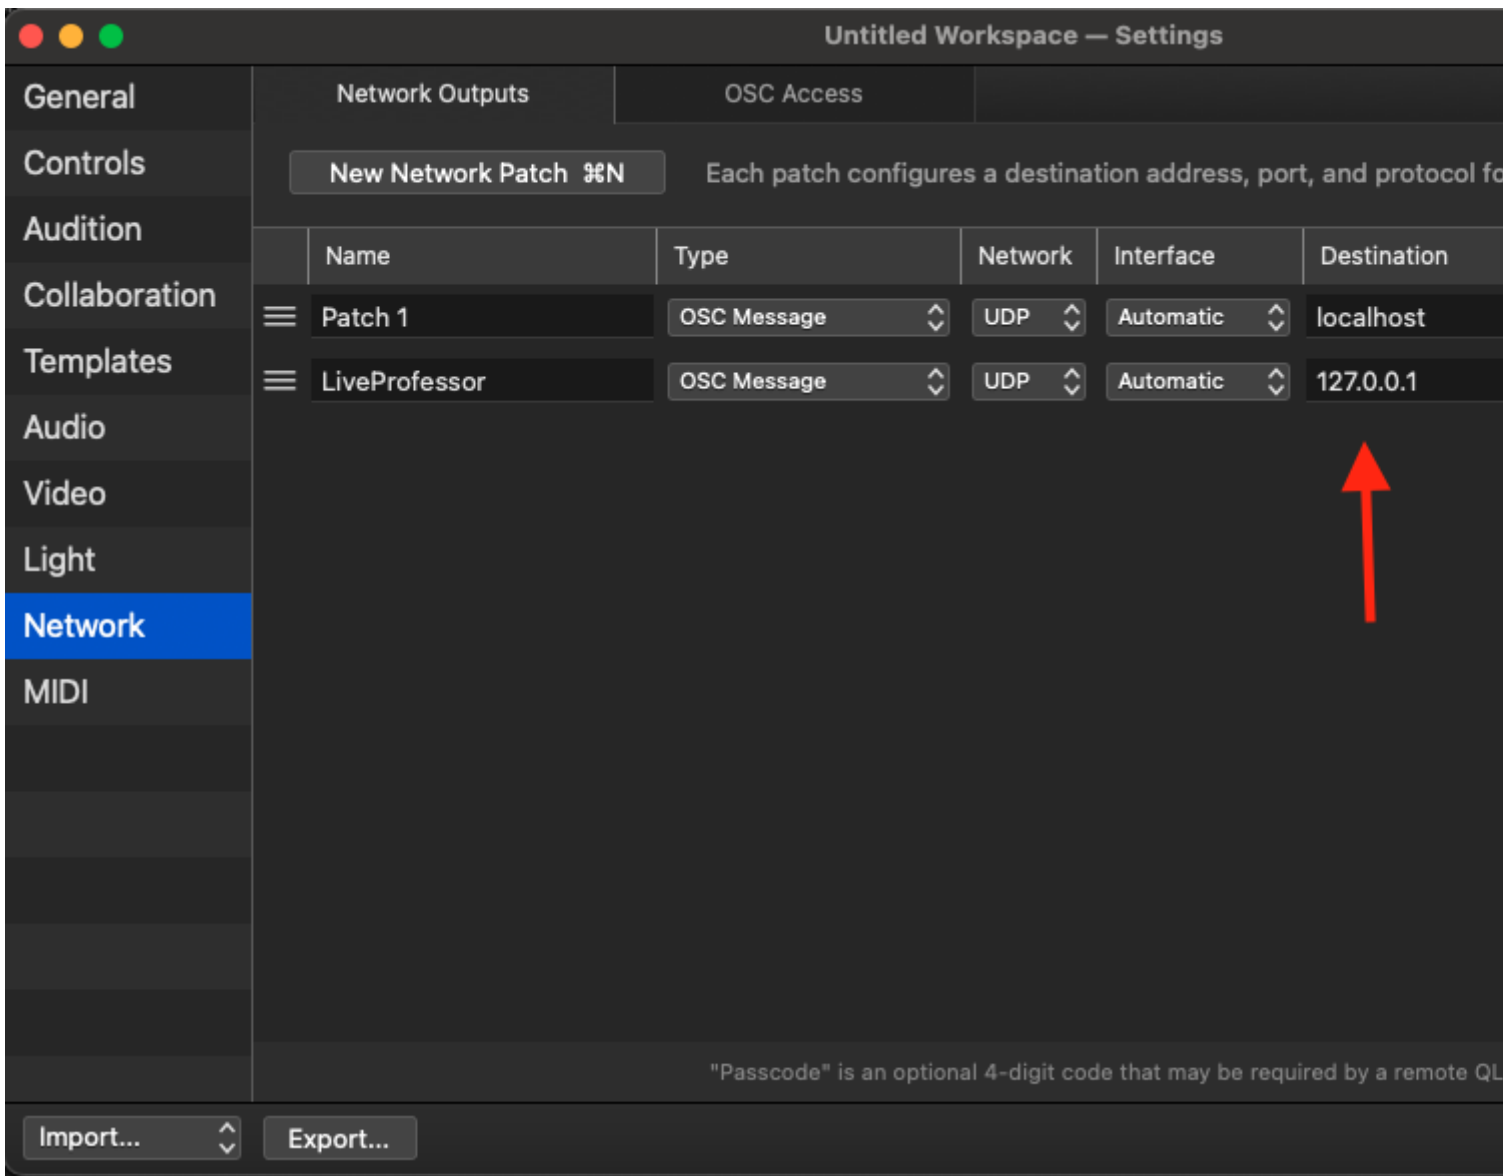 Untitled Workspace — Settings
General
Controls
Audition
Collaboration
Templates
Audio
Video
Light
Network
MIDI
Network Outputs OSC Access
New Network Patch ⌘N Each patch configures a destination address, port, and protocol fo
Name Type Network Interface Destination
Patch 1 OSC Message UDP Automatic localhost
LiveProfessor OSC Message UDP Automatic 127.0.0.1
"Passcode" is an optional 4-digit code that may be required by a remote QL
Import... Export...